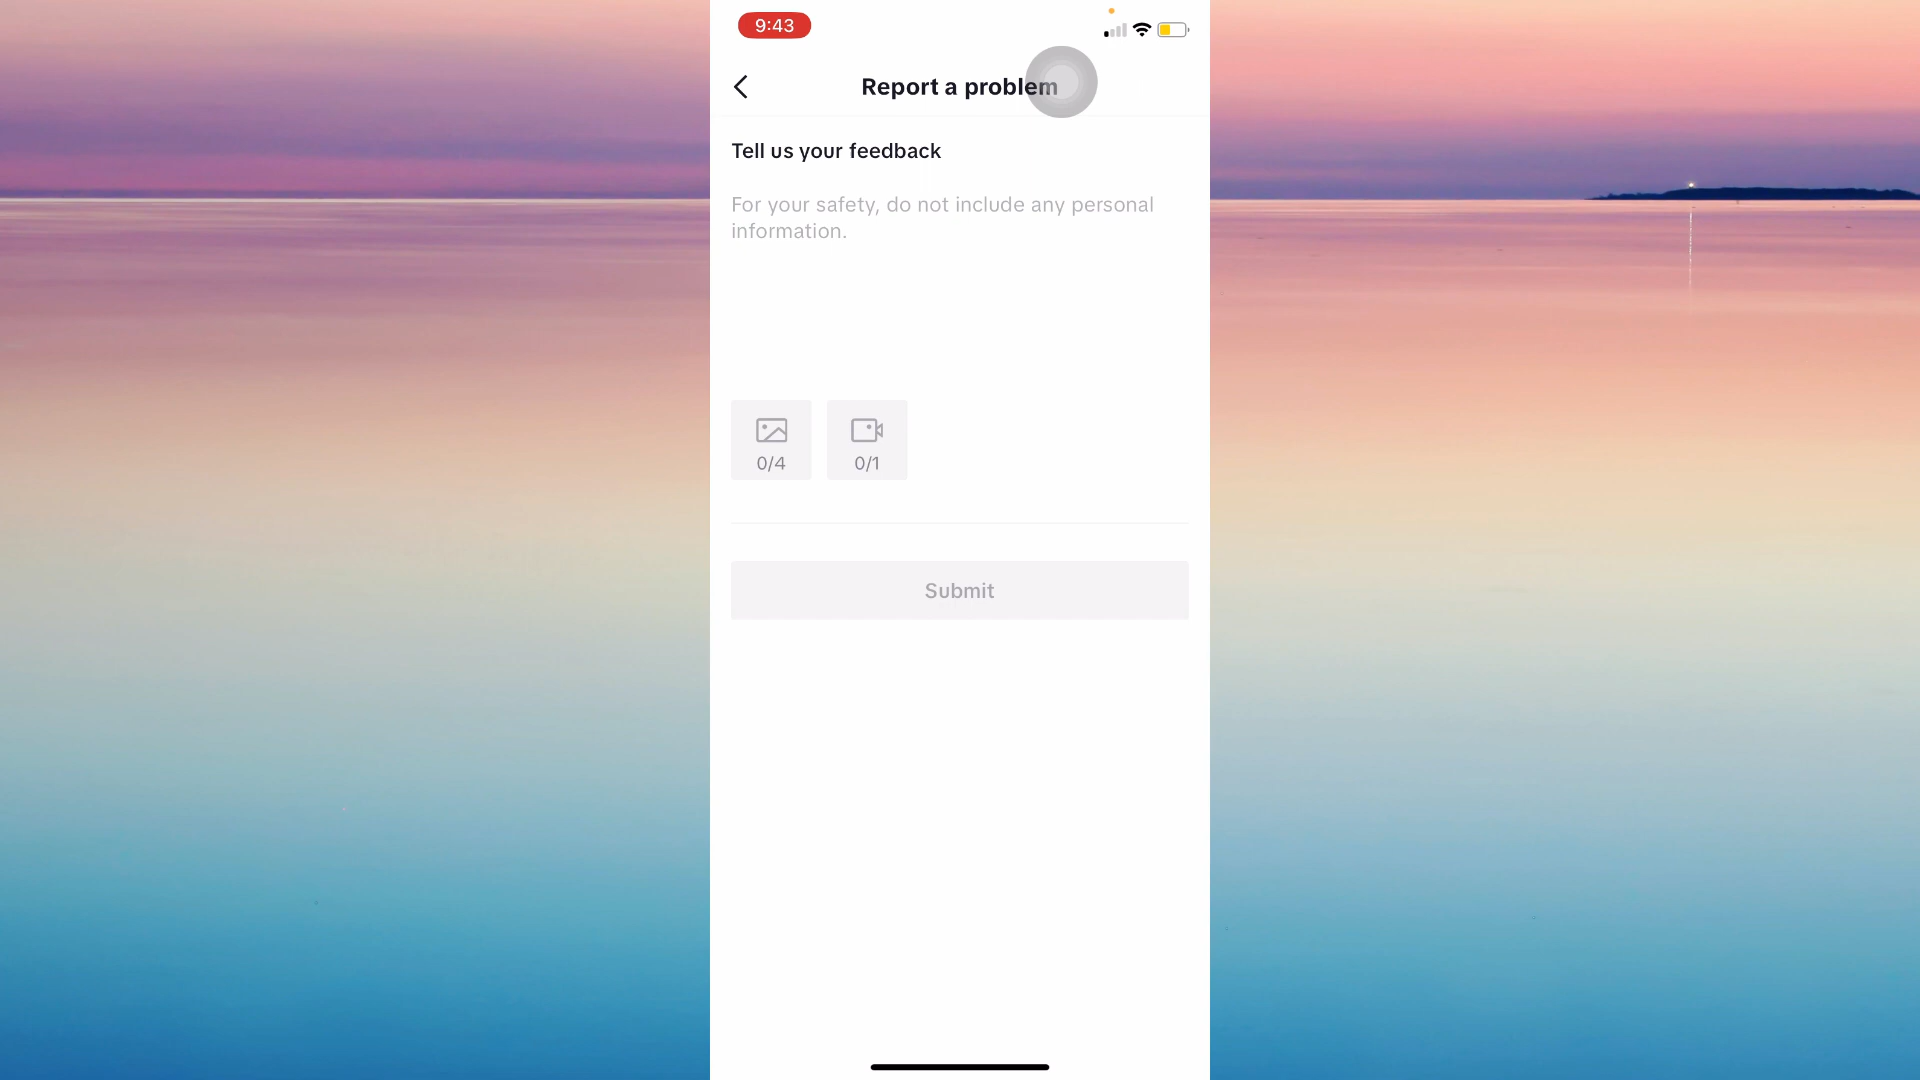 9:43
Report a problem
Tell us your feedback
For your safety, do not include any personal
information.
0/4
0/1
Submit